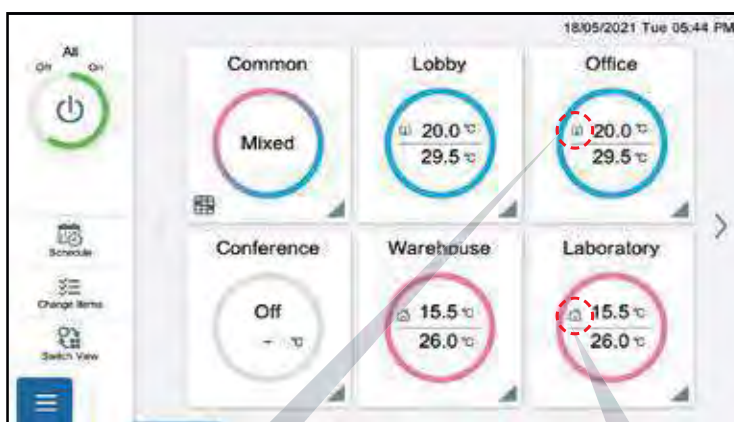 18/05/2021 Tue 05:44 PM
All
Off On
Schedule
Change Items
Switch View
Common
Mixed
Lobby
20.0 ℃
29.5 ℃
Office
20.0 ℃
29.5 ℃
Conference
Off
- ℃
Warehouse
15.5 ℃
26.0 ℃
Laboratory
15.5 ℃
26.0 ℃